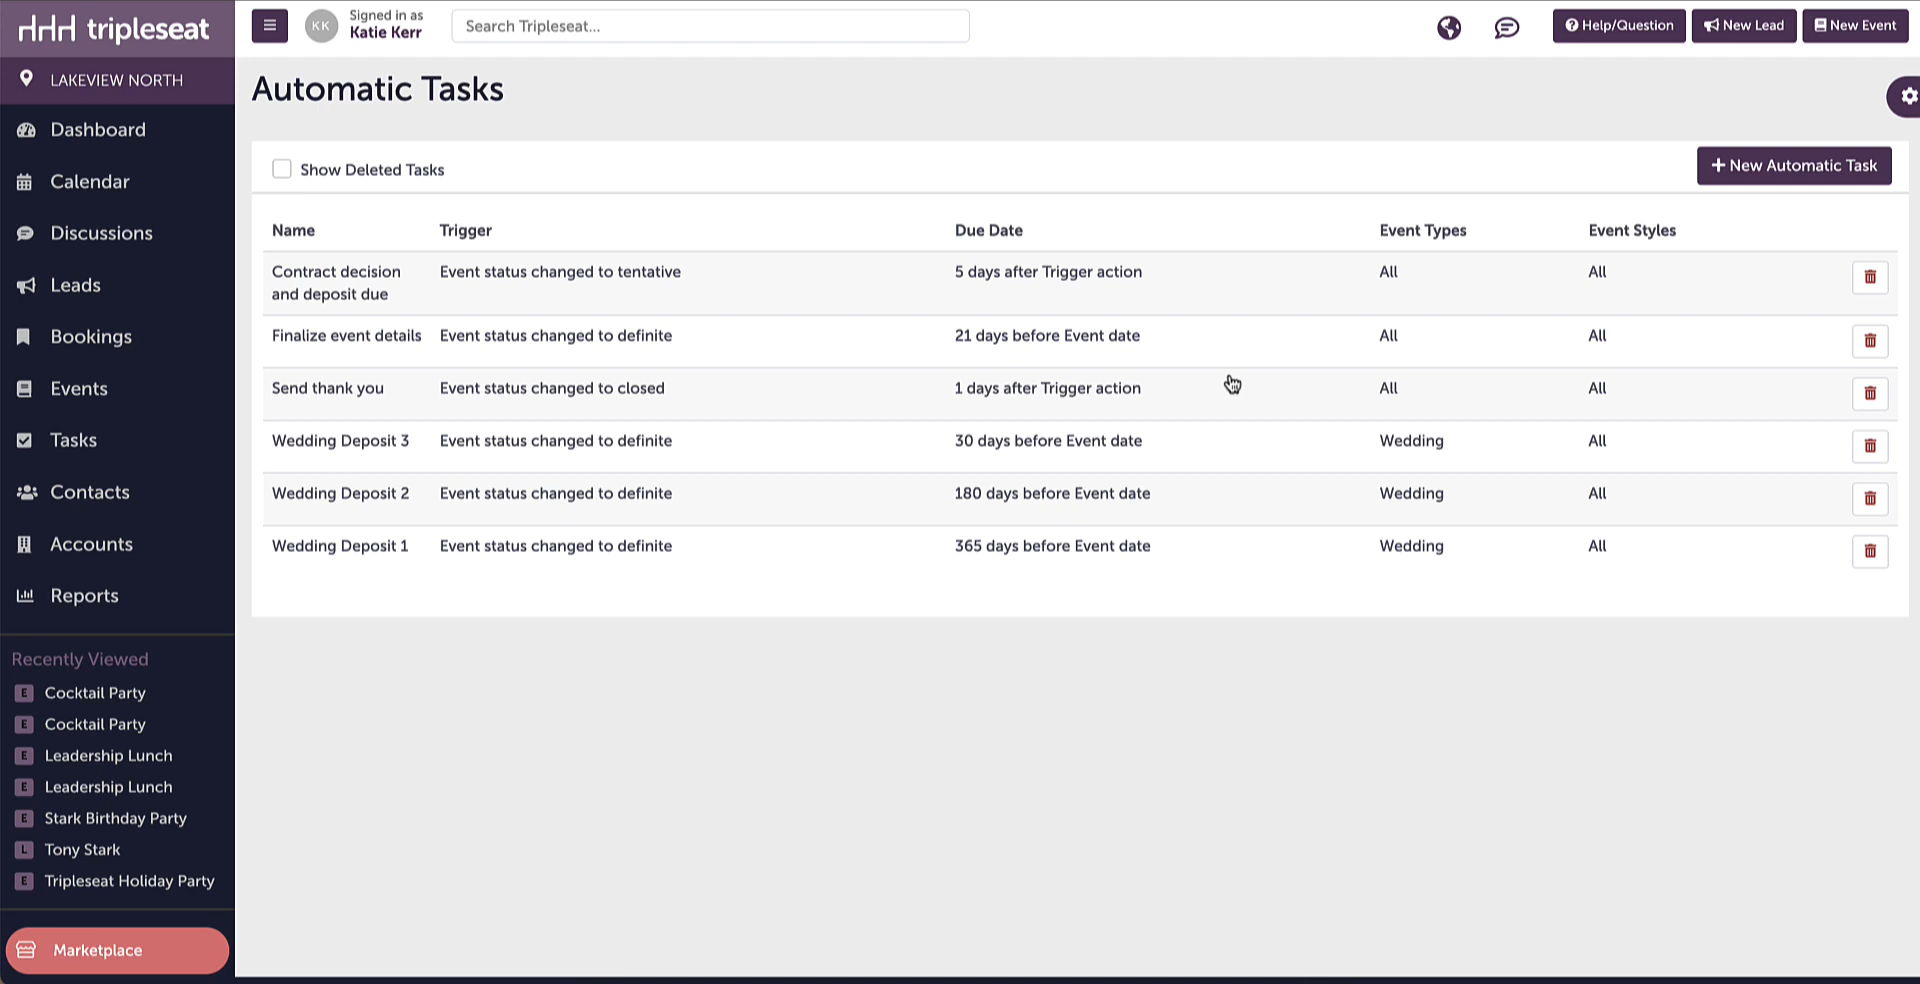 tripleseat
Signed in as
KK
Katie Kerr
Search Tripleseat...
Help/Question
New Lead
New Event
LAKEVIEW NORTH
Dashboard
Calendar
Discussions
Leads
Bookings
Events
Tasks
Contacts
Accounts
Reports
Recently Viewed
E Cocktail Party
E Cocktail Party
E Leadership Lunch
E Leadership Lunch
E Stark Birthday Party
L Tony Stark
E Tripleseat Holiday Party
Marketplace
Automatic Tasks
Show Deleted Tasks
+ New Automatic Task
Name Trigger Due Date Event Types Event Styles
Contract decision Event status changed to tentative 5 days after Trigger action All All
and deposit due
Finalize event details Event status changed to definite 21 days before Event date All All
Send thank you Event status changed to closed 1 days after Trigger action All All
Wedding Deposit 3 Event status changed to definite 30 days before Event date Wedding All
Wedding Deposit 2 Event status changed to definite 180 days before Event date Wedding All
Wedding Deposit 1 Event status changed to definite 365 days before Event date Wedding All